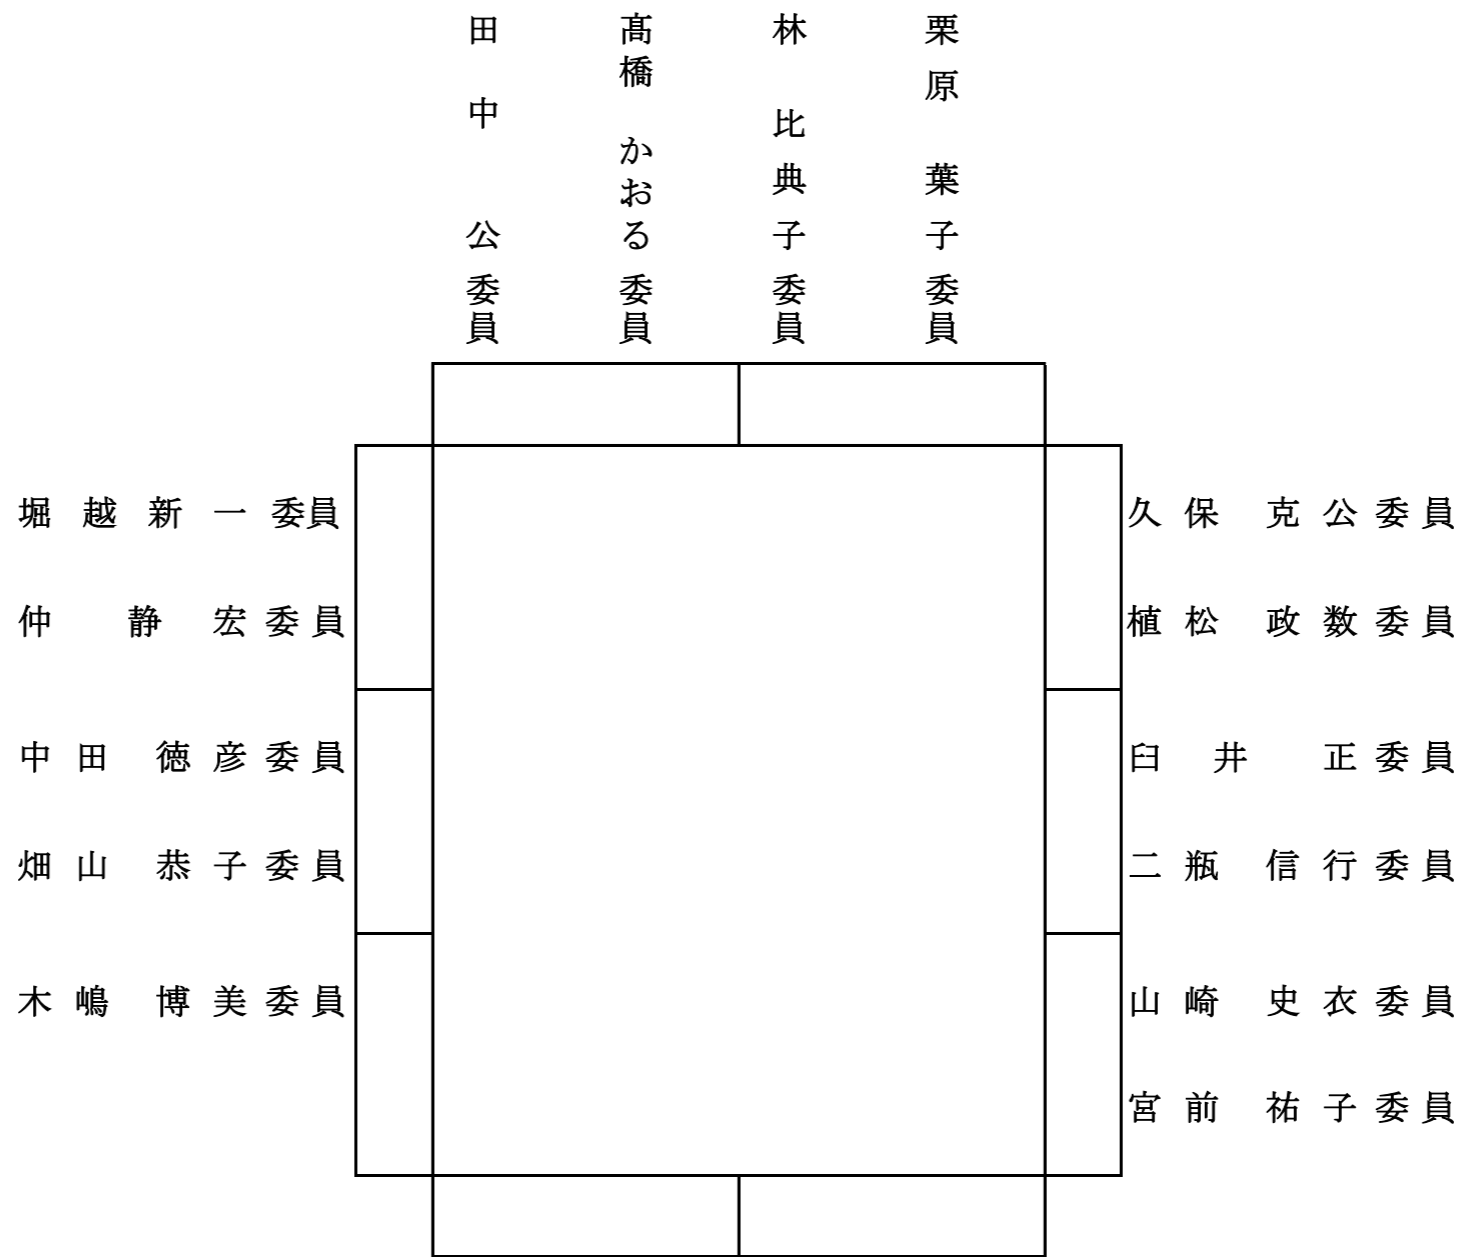 栗原 葉子委員
林 比典子委員
髙橋 かおる委員
田中 公委員
堀越新一委員
仲 静宏委員
中田 徳彦委員
畑山 恭子委員
木嶋 博美委員
久保 克公委員
植松 政数委員
臼井 正委員
二瓶 信行委員
山崎 史衣委員
宮前 祐子委員